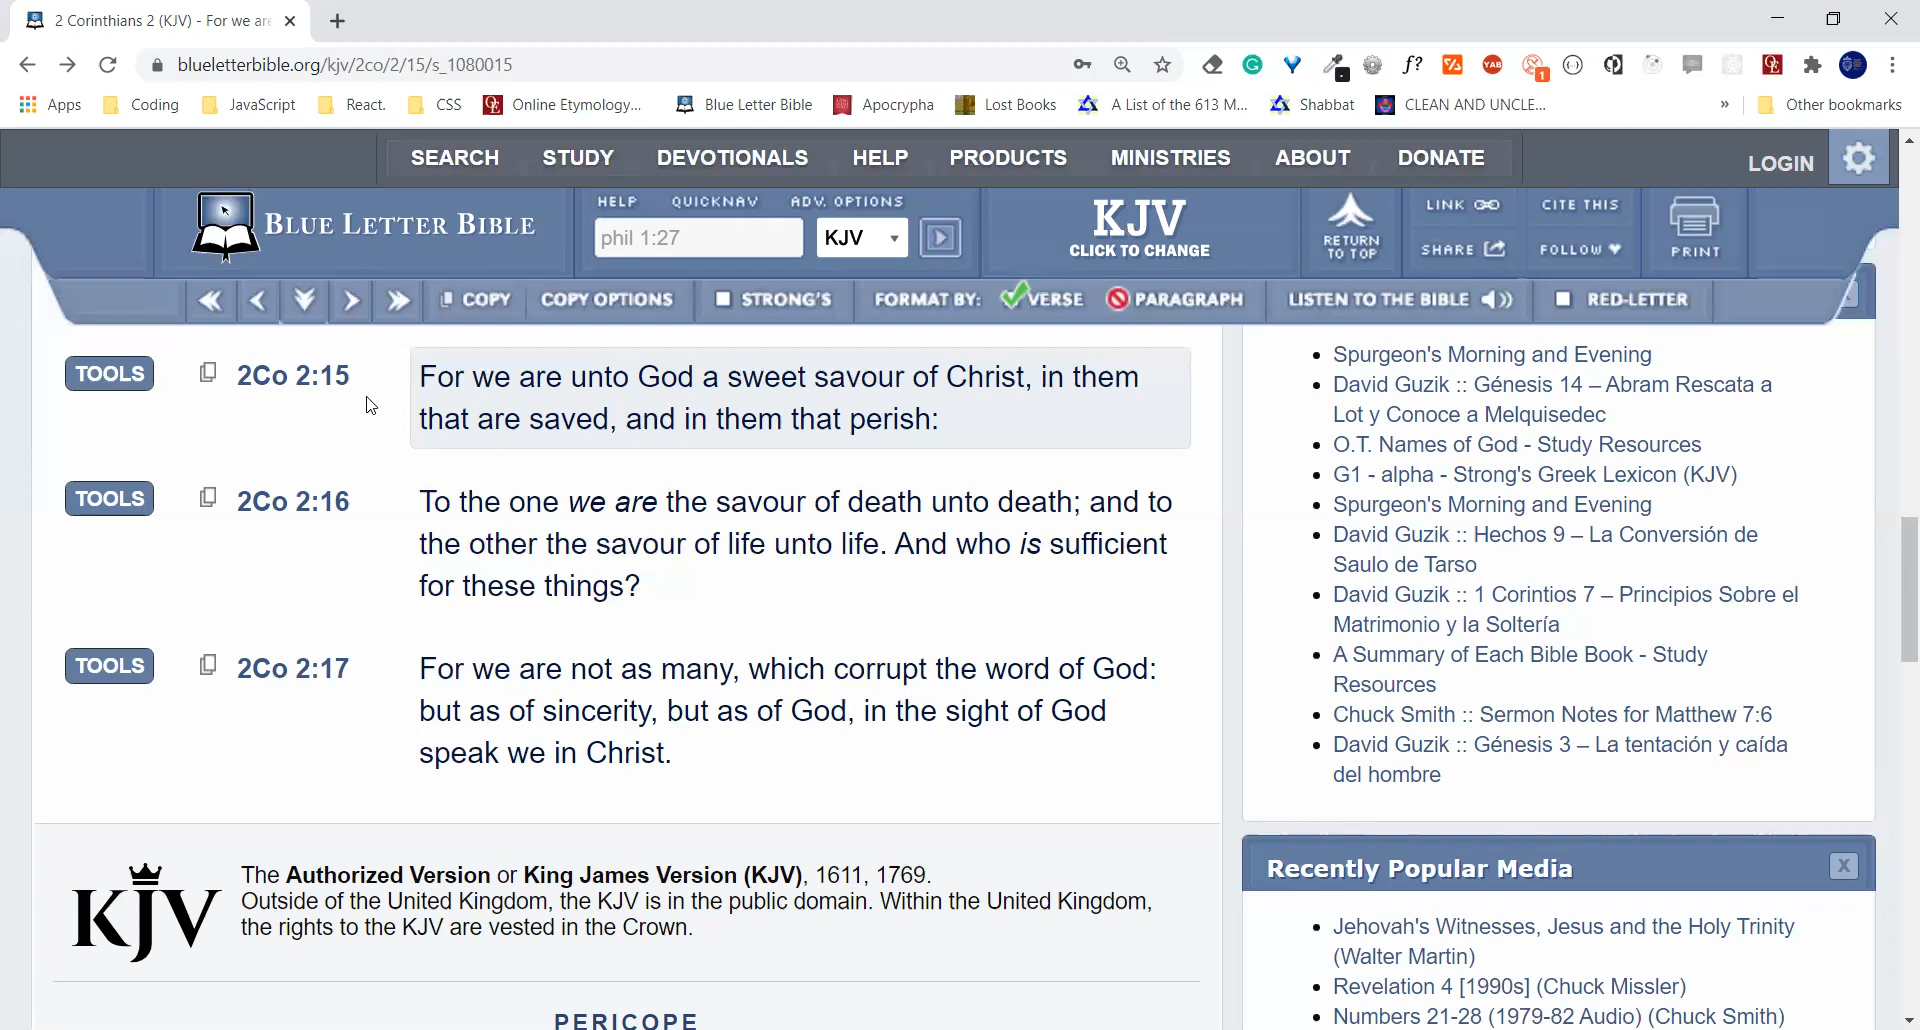 2 Corinthians 2 (KJV) - For we are
blueletterbible.org/kjv/2co/2/15/s_1080015
Apps Coding JavaScript React. CSS Online Etymology... Blue Letter Bible Apocrypha Lost Books A List of the 613 M... Shabbat CLEAN AND UNCLE... » Other bookmarks
SEARCH STUDY DEVOTIONALS HELP PRODUCTS MINISTRIES ABOUT DONATE LOGIN
BLUE LETTER BIBLE
HELP QUICKNAV ADV. OPTIONS
phil 1:27 KJV
KJV
CLICK TO CHANGE
RETURN
TO TOP
LINK CITE THIS
SHARE FOLLOW
PRINT
COPY COPY OPTIONS STRONG'S FORMAT BY: VERSE PARAGRAPH LISTEN TO THE BIBLE RED-LETTER
TOOLS 2Co 2:15 For we are unto God a sweet savour of Christ, in them
that are saved, and in them that perish:
TOOLS 2Co 2:16 To the one we are the savour of death unto death; and to
the other the savour of life unto life. And who is sufficient
for these things?
TOOLS 2Co 2:17 For we are not as many, which corrupt the word of God:
but as of sincerity, but as of God, in the sight of God
speak we in Christ.
KJV
The Authorized Version or King James Version (KJV), 1611, 1769.
Outside of the United Kingdom, the KJV is in the public domain. Within the United Kingdom,
the rights to the KJV are vested in the Crown.
PERICOPE
Spurgeon's Morning and Evening
David Guzik :: Génesis 14 – Abram Rescata a
Lot y Conoce a Melquisedec
O.T. Names of God - Study Resources
G1 - alpha - Strong's Greek Lexicon (KJV)
Spurgeon's Morning and Evening
David Guzik :: Hechos 9 – La Conversión de
Saulo de Tarso
David Guzik :: 1 Corintios 7 – Principios Sobre el
Matrimonio y la Soltería
A Summary of Each Bible Book - Study
Resources
Chuck Smith :: Sermon Notes for Matthew 7:6
David Guzik :: Génesis 3 – La tentación y caída
del hombre
Recently Popular Media X
Jehovah's Witnesses, Jesus and the Holy Trinity
(Walter Martin)
Revelation 4 [1990s] (Chuck Missler)
Numbers 21-28 (1979-82 Audio) (Chuck Smith)